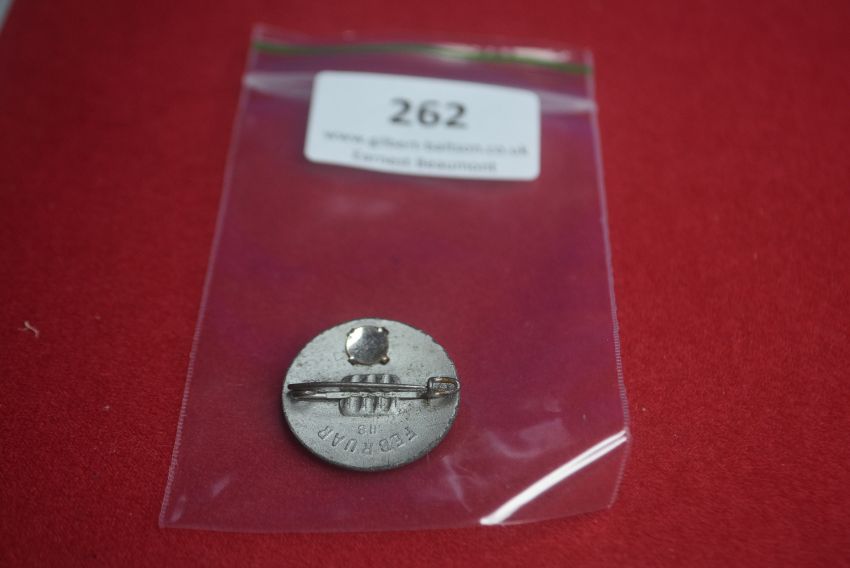 262
www.gilbert-baitson.co.uk
Earnest Beaumont
FEBRUAR